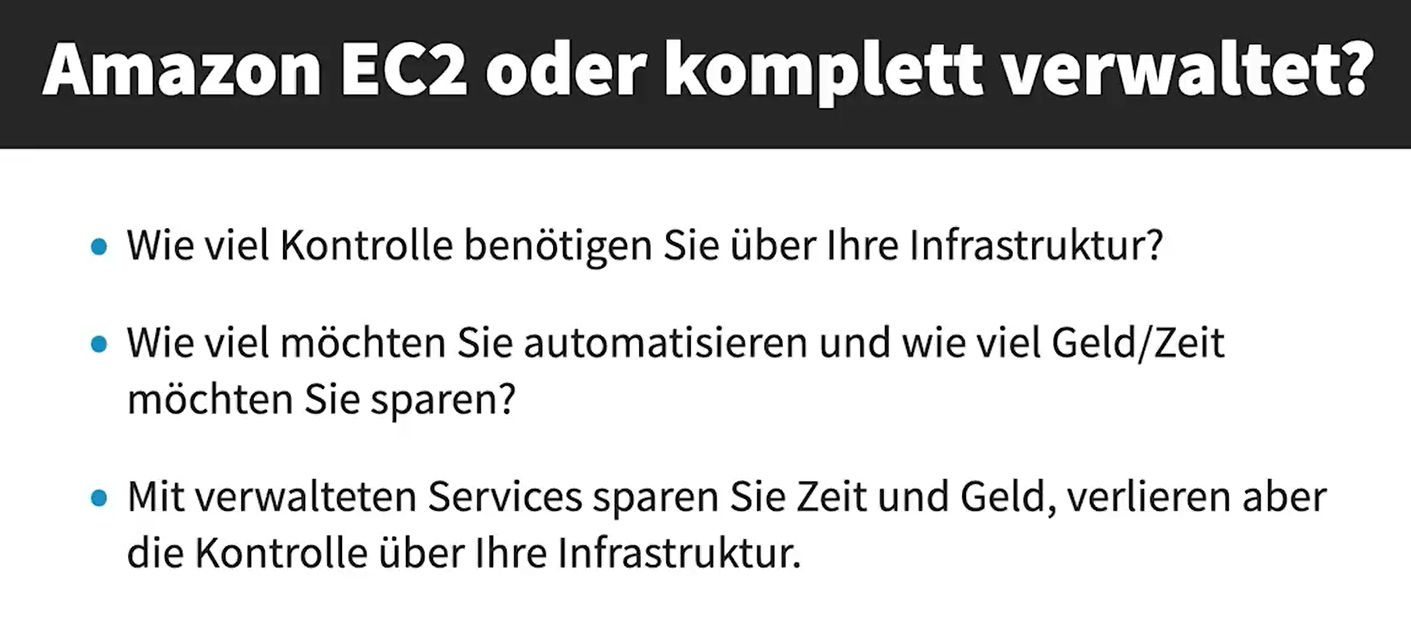 Amazon EC2 oder komplett verwaltet?
• Wie viel Kontrolle benötigen Sie über Ihre Infrastruktur?
• Wie viel möchten Sie automatisieren und wie viel Geld/Zeit
möchten Sie sparen?
• Mit verwalteten Services sparen Sie Zeit und Geld, verlieren aber
die Kontrolle über Ihre Infrastruktur.